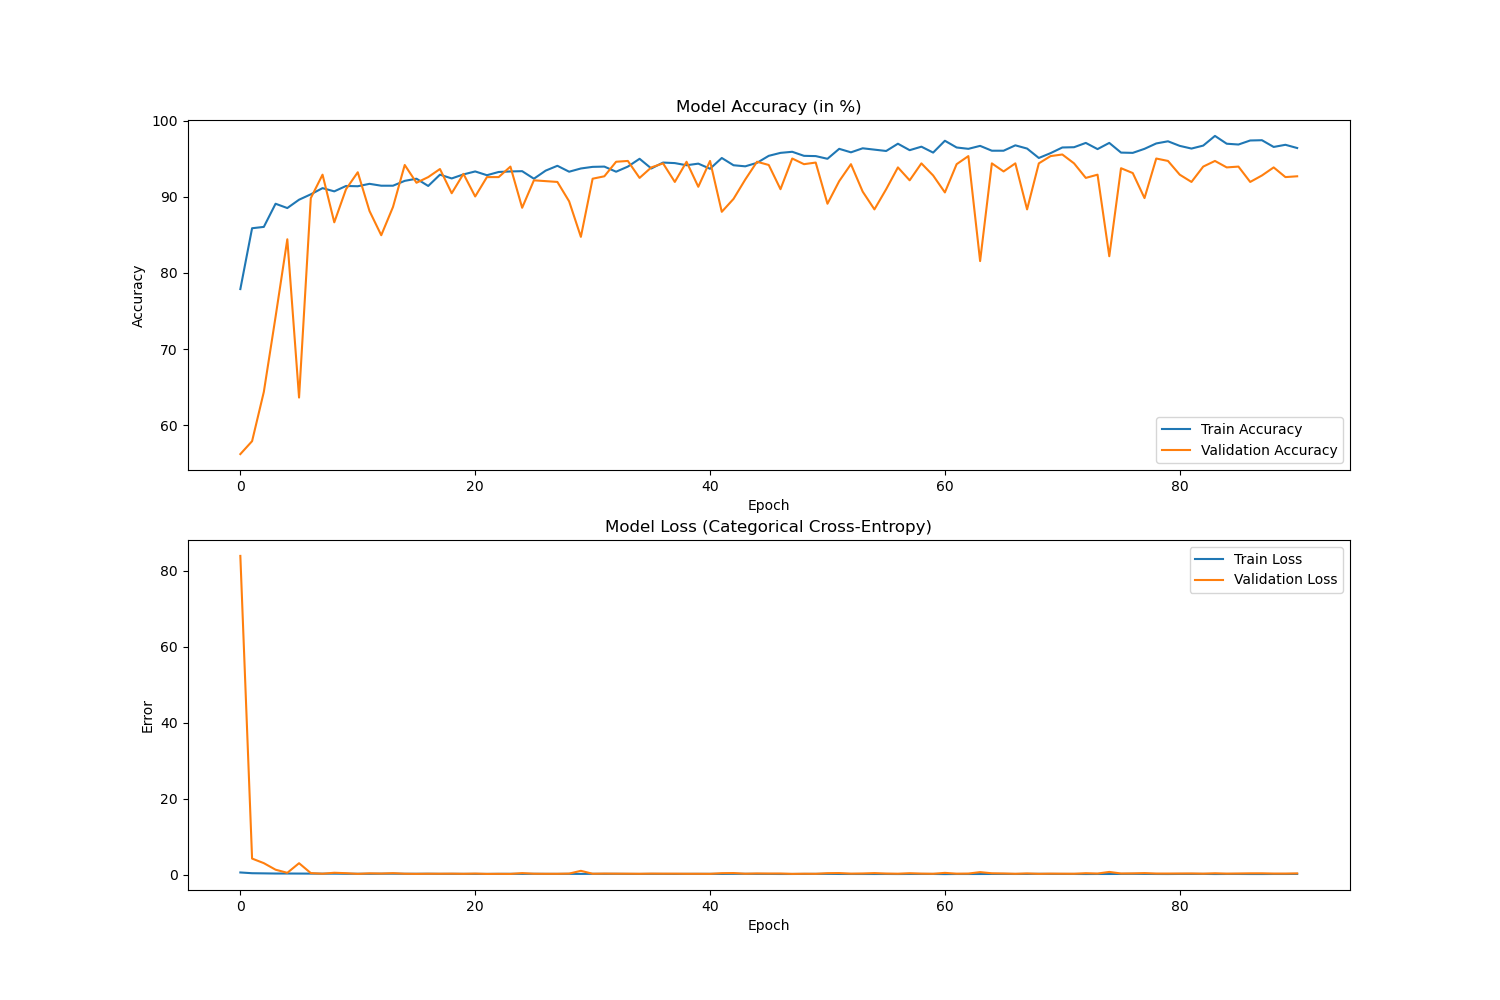 Model Accuracy (in %)
100
90
80
70
60
Accuracy
Train Accuracy
Validation Accuracy
0 20 40 60 80
Epoch
Model Loss (Categorical Cross-Entropy)
80
60
40
20
0
Error
Train Loss
Validation Loss
0 20 40 60 80
Epoch